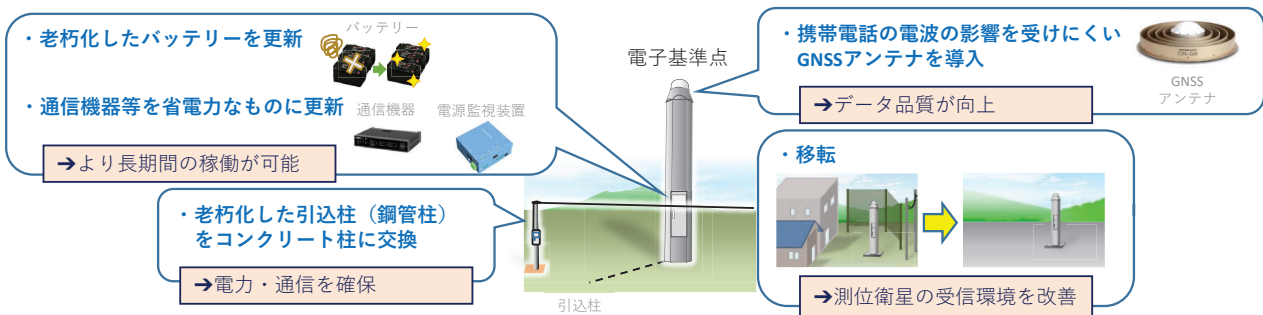 ・老朽化したバッテリーを更新
バッテリー
・通信機器等を省電力なものに更新
通信機器
電源監視装置
➔より長期間の稼働が可能
・老朽化した引込柱（鋼管柱）
をコンクリート柱に交換
➔電力・通信を確保
電子基準点
引込柱
・携帯電話の電波の影響を受けにくい
GNSSアンテナを導入
GNSS
アンテナ
➔データ品質が向上
・移転
➔測位衛星の受信環境を改善